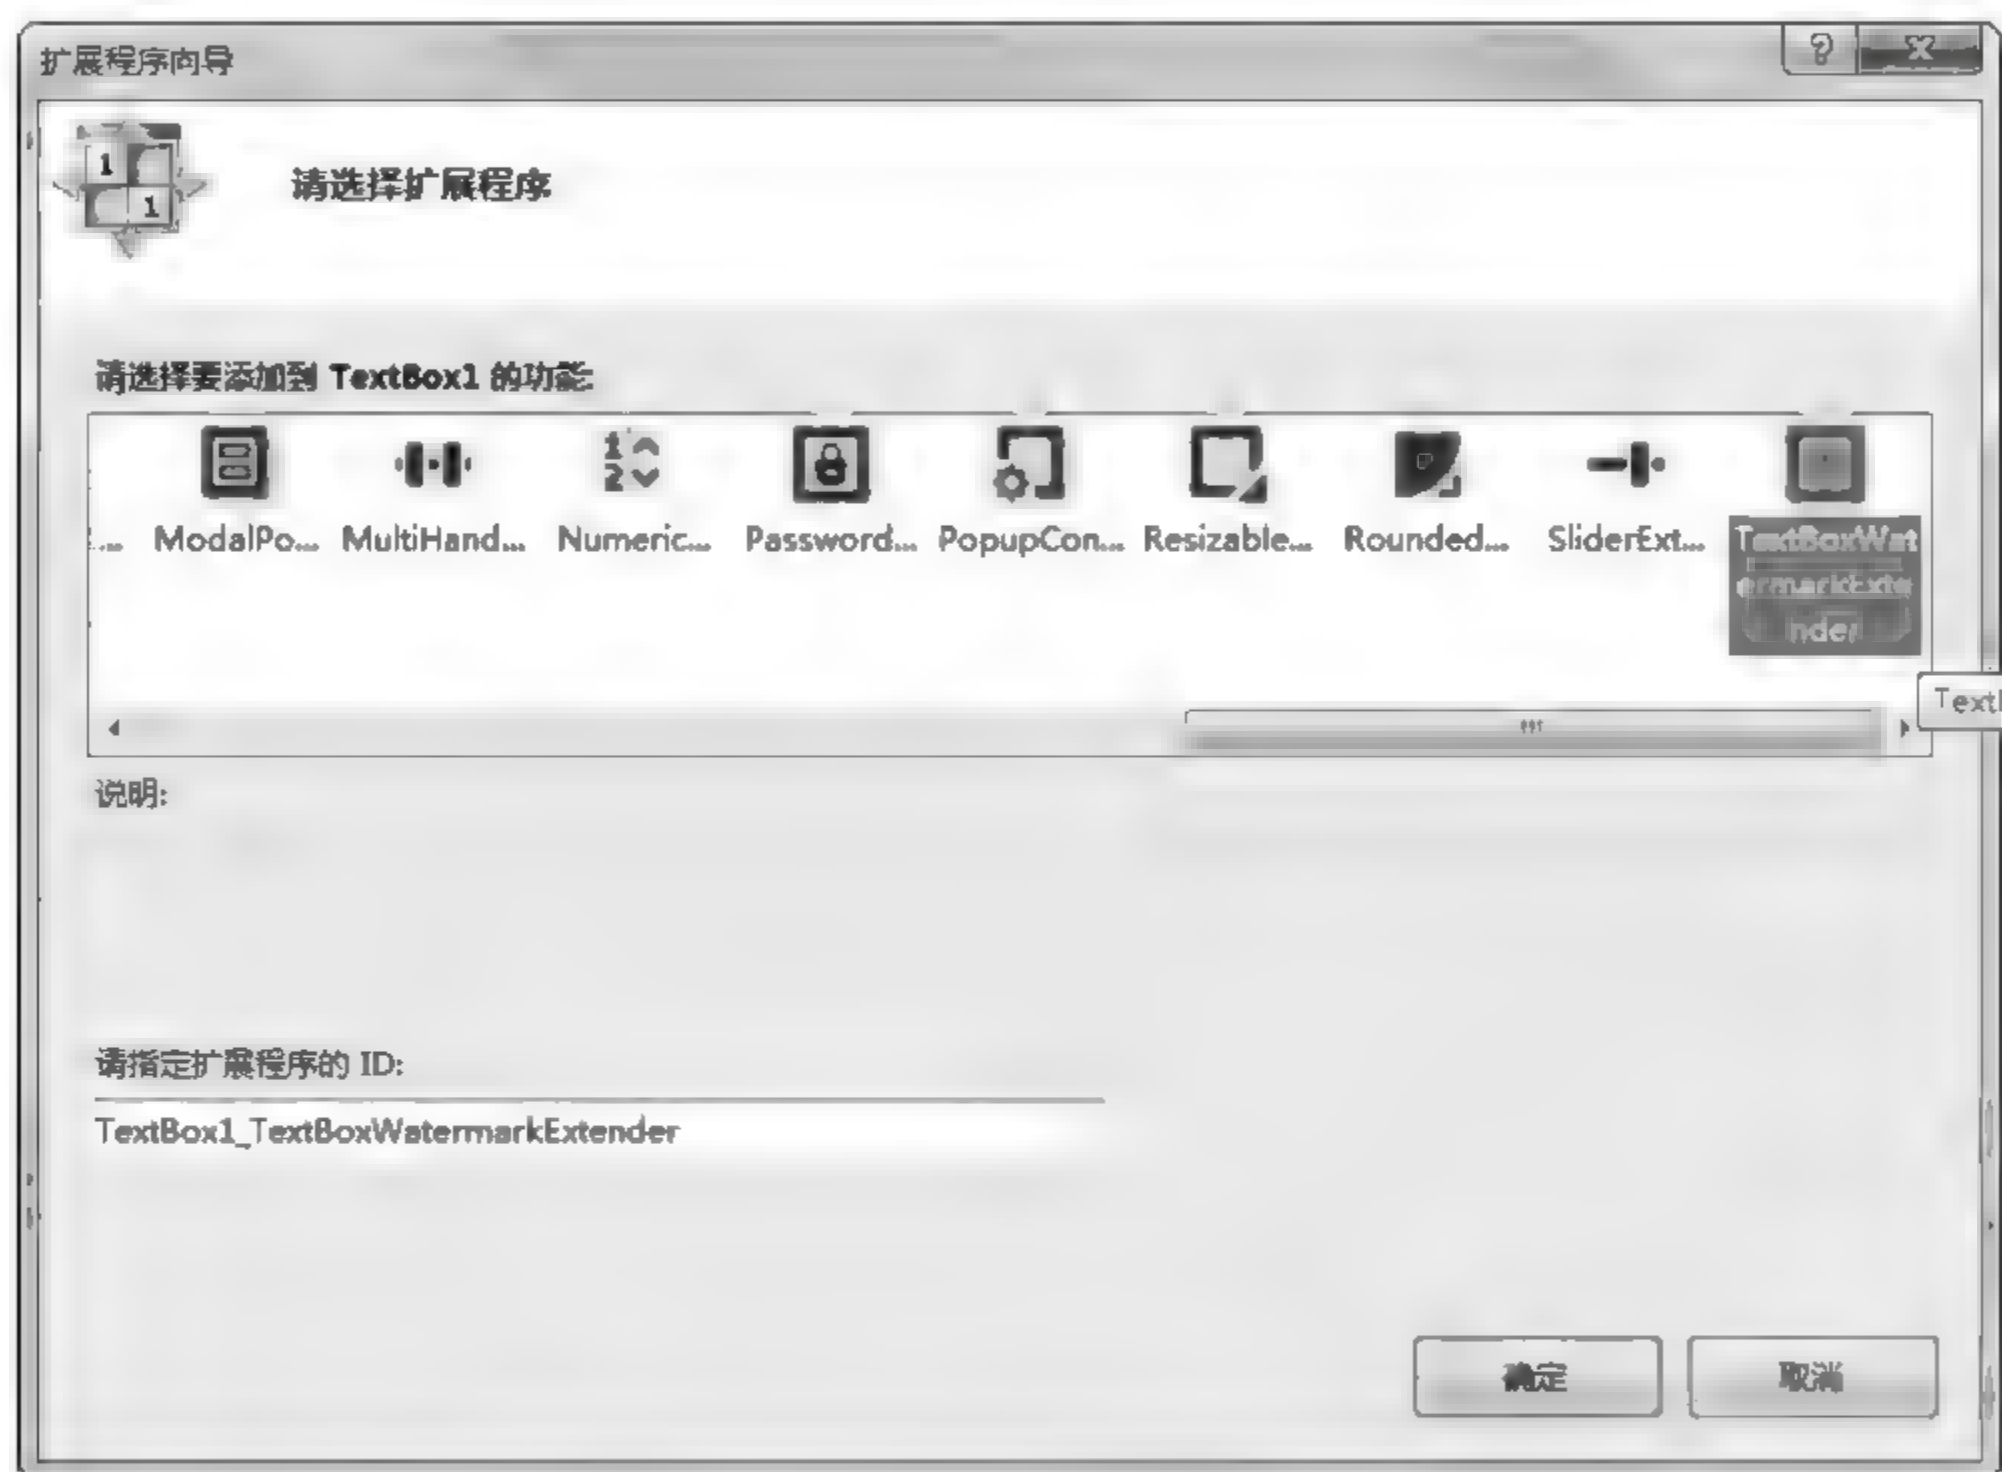 扩展程序向导
请选择扩展程序
请选择要添加到 TextBox1 的功能:
ModalPo... MultiHand... Numeric... Password... PopupCon... Resizable... Rounded... SliderExt... TextBoxWat
ermarkExte
nder
Text
说明:
请指定扩展程序的 ID:
TextBox1_TextBoxWatermarkExtender
确定 取消